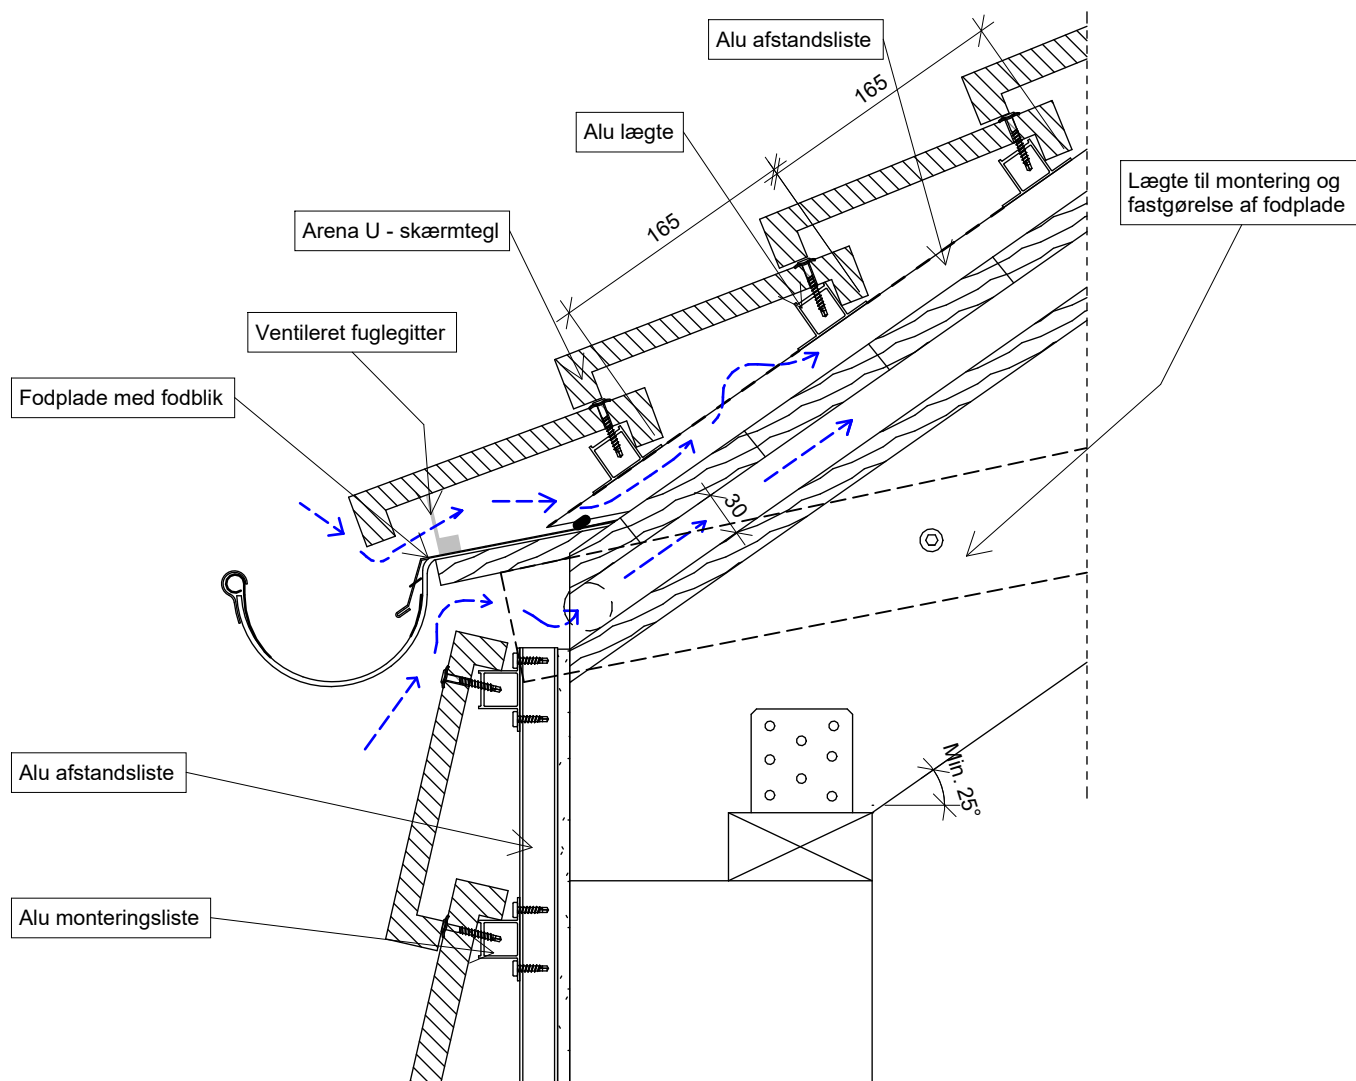 Alu afstandsliste
165
Alu lægte
Lægte til montering og
fastgørelse af fodplade
Arena U - skærmtegl
165
Ventileret fuglegitter
Fodplade med fodblik
30
Alu afstandsliste
Min. 25°
Alu monteringsliste